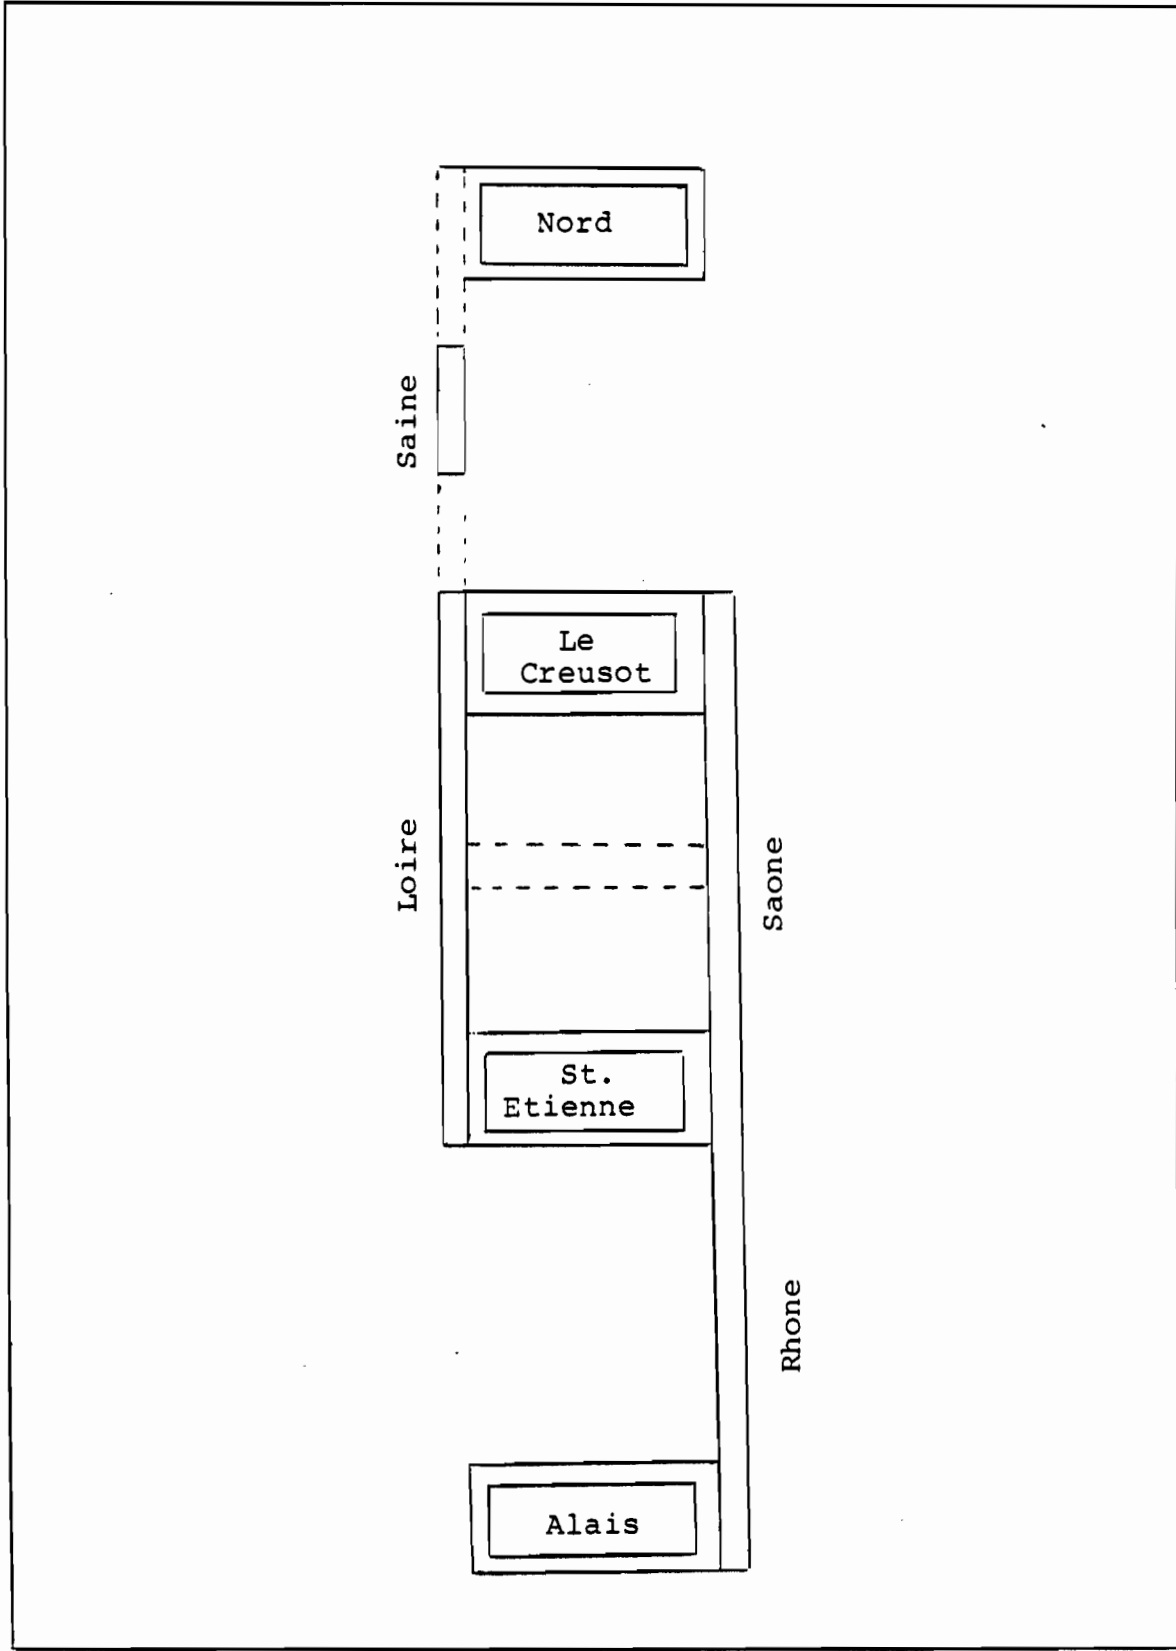 Nord
Saine
Le
Creusot
Loire
Saone
St.
Etienne
Rhone
Alais